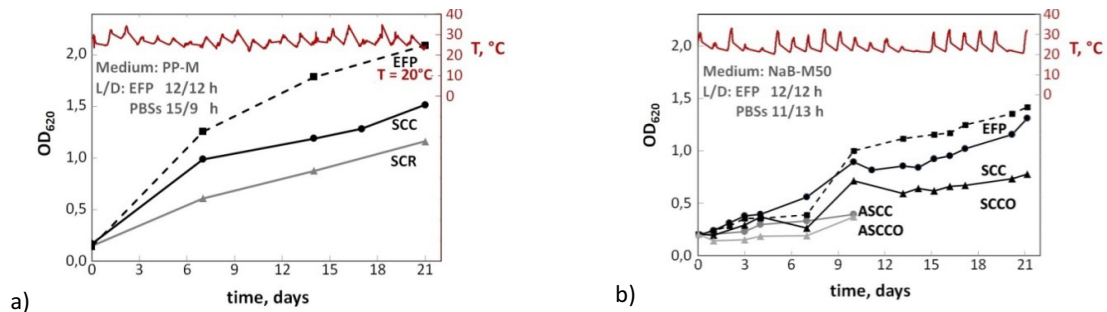 40
2,0
30
T, °C
EFP
20
Medium: PP-M
T = 20°C
10
L/D: EFP 12/12 h
0
PBSs 15/9 h
1,5
OD620
SCC
1,0
SCR
0,5
0,0
0 3 6 9 12 15 18 21
time, days
a)
40
2,0
30
T, °C
20
Medium: NaB-M50
10
L/D: EFP 12/12 h
0
PBSs 11/13 h
1,5
OD620
EFP
1,0
SCC
SCCO
0,5
ASCC
ASCCO
0,0
0 3 6 9 12 15 18 21
time, days
b)